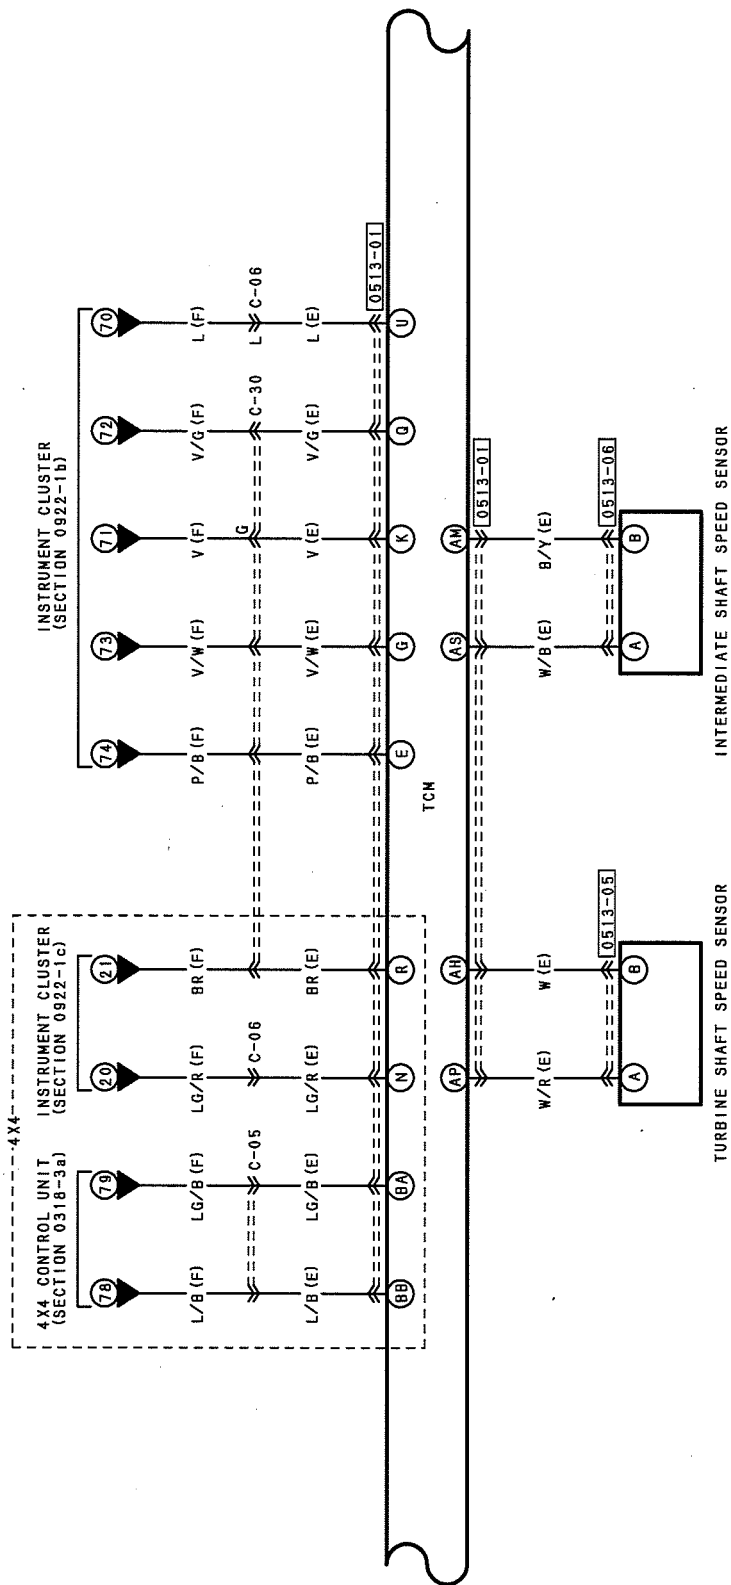 4X4
4X4 CONTROL UNIT
(SECTION 0318-3a)
INSTRUMENT CLUSTER
(SECTION 0922-1c)
INSTRUMENT CLUSTER
(SECTION 0922-1b)
78 79 20 21 74 73 71 72 70
L/B(F) LG/B(F) LG/R(F) BR(F) P/B(F) V/W(F) V(F) V/G(F) L(F)
C-05 C-06 G C-30 L C-06
L/B(E) LG/B(E) LG/R(E) BR(E) P/B(E) V/W(E) V(E) V/G(E) L(E)
0513-01
BB BA N R E G K Q U
TCM
AP AH AS AM
0513-01
W/R(E) W(E) W/B(E) B/Y(E)
0513-05 0513-06
A B A B
TURBINE SHAFT SPEED SENSOR
INTERMEDIATE SHAFT SPEED SENSOR